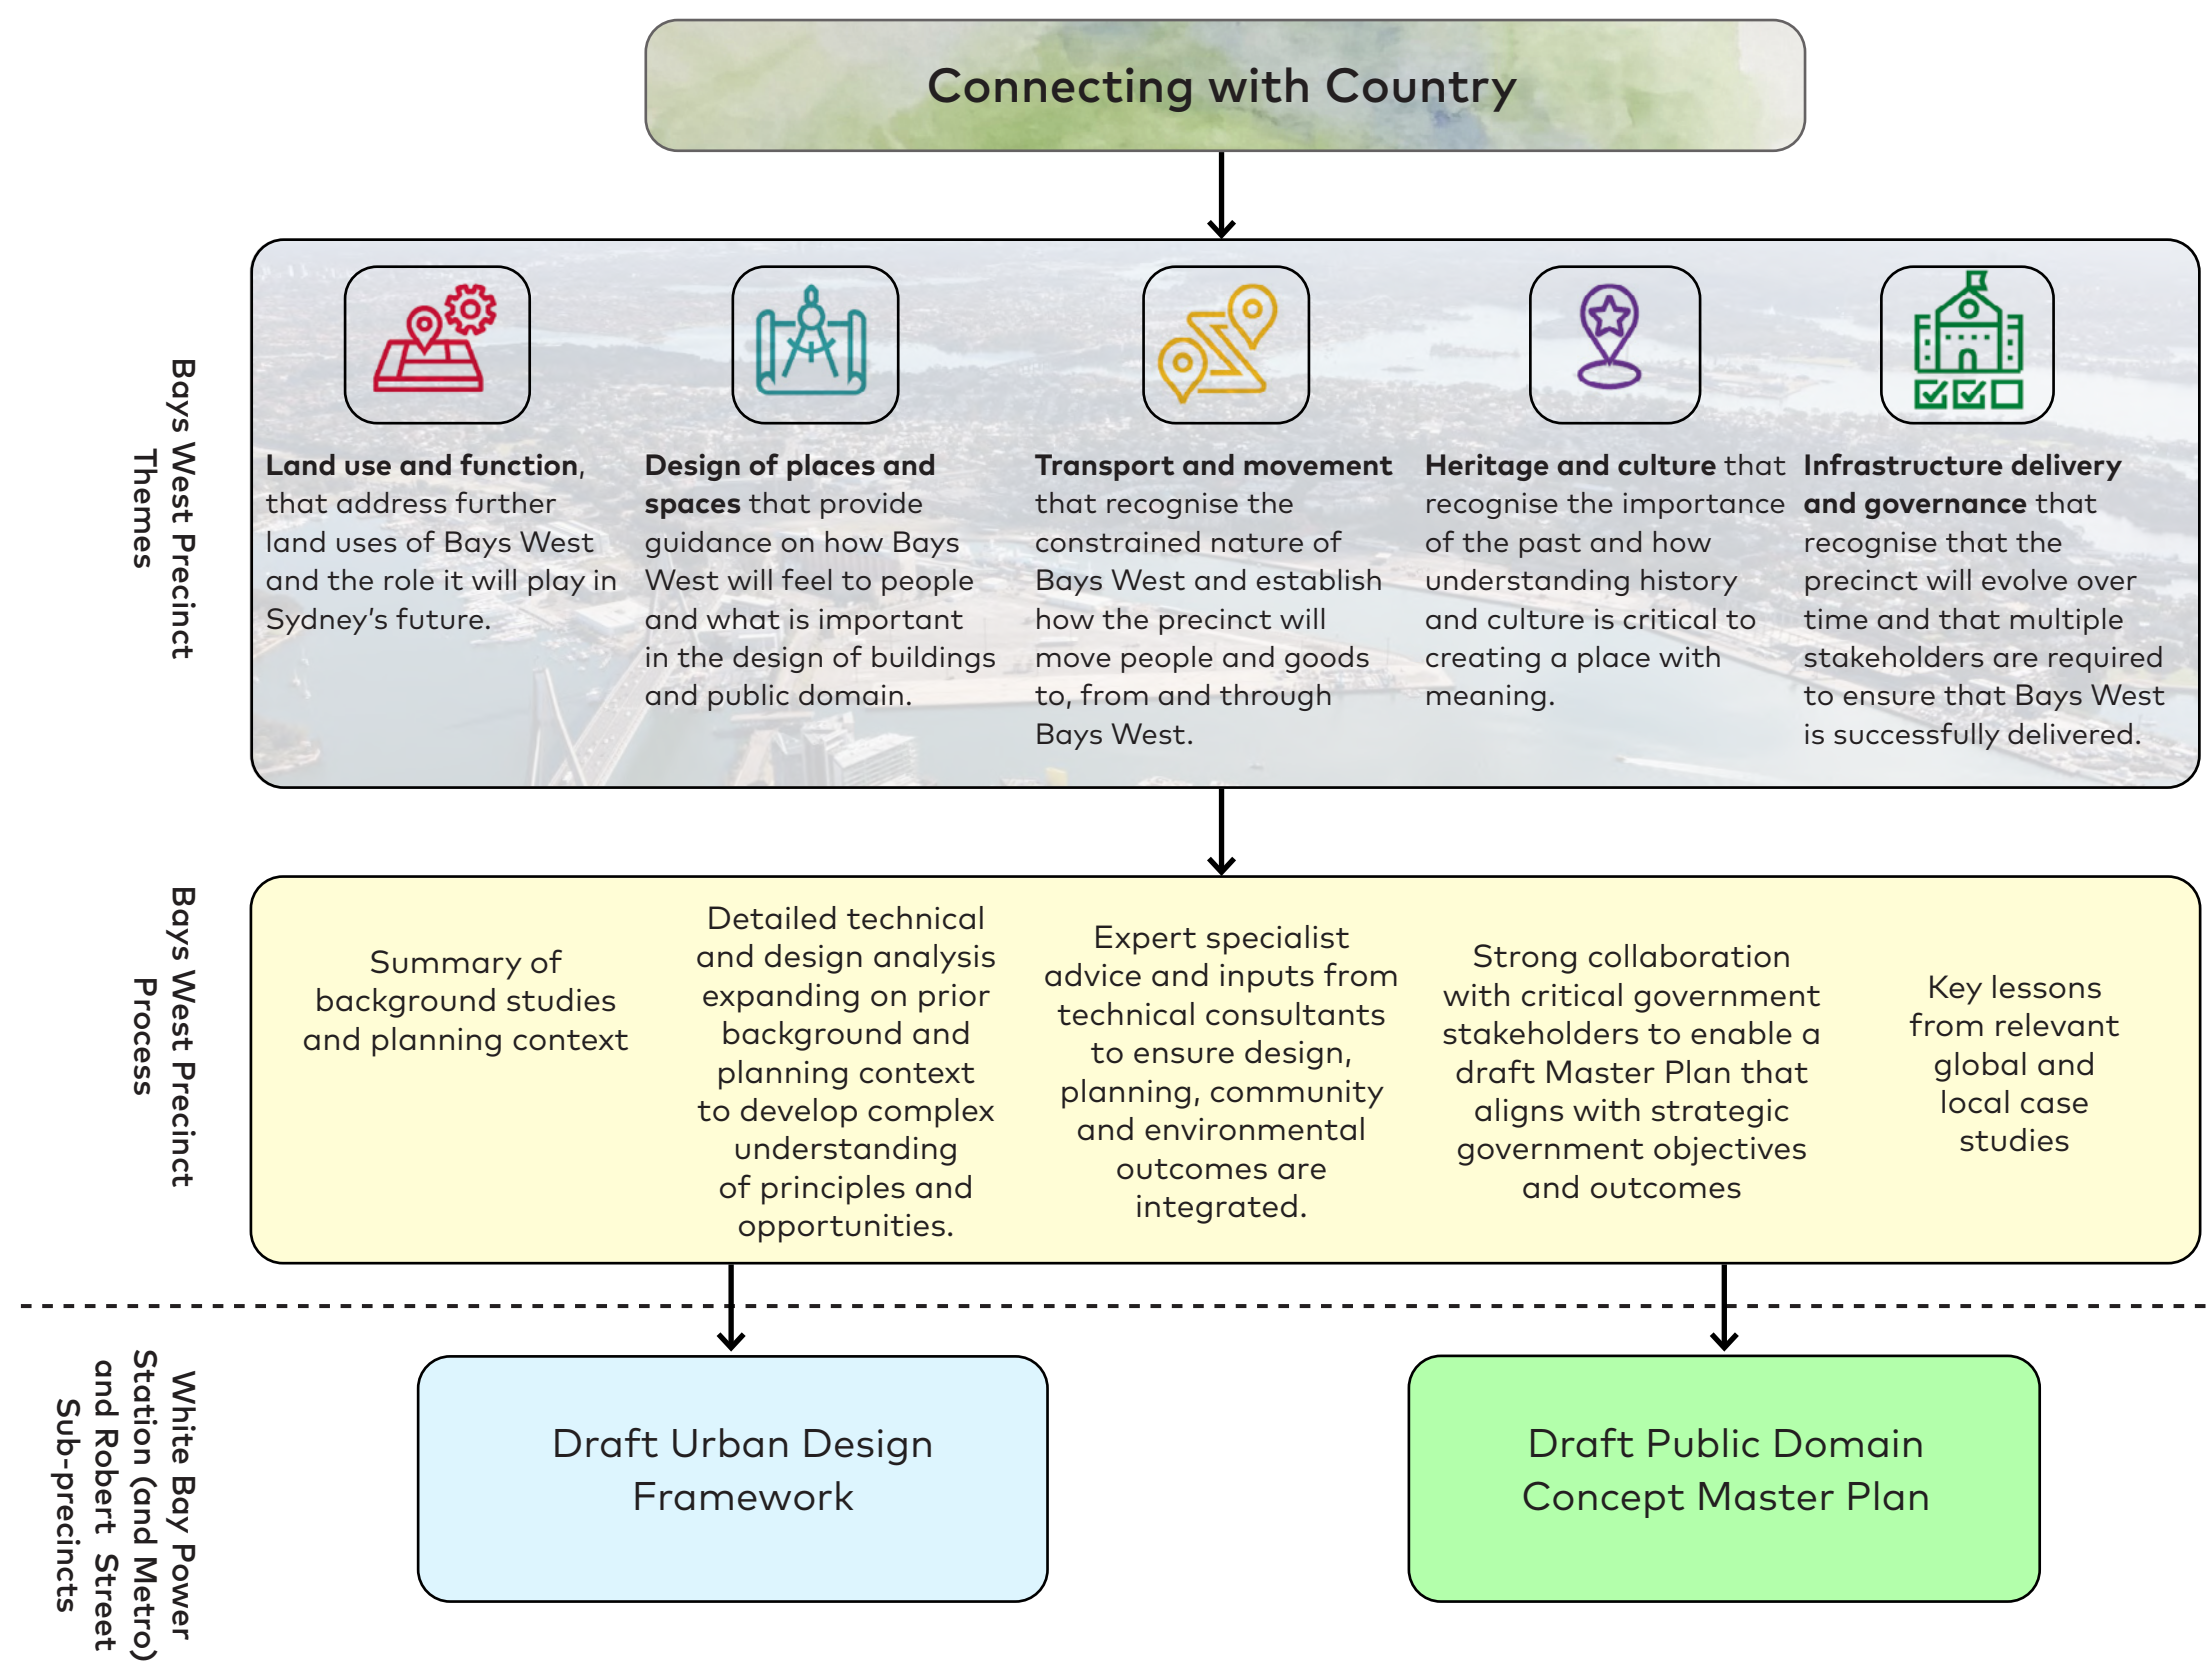 Connecting with Country
Bays West Precinct
Themes
Land use and function,
that address further
land uses of Bays West
and the role it will play in
Sydney's future.
Design of places and
spaces that provide
guidance on how Bays
West will feel to people
and what is important
in the design of buildings
and public domain.
Transport and movement
that recognise the
constrained nature of
Bays West and establish
how the precinct will
move people and goods
to, from and through
Bays West.
Heritage and culture that
recognise the importance
of the past and how
understanding history
and culture is critical to
creating a place with
meaning.
Infrastructure delivery
and governance that
recognise that the
precinct will evolve over
time and that multiple
stakeholders are required
to ensure that Bays West
is successfully delivered.
Bays West Precinct
Process
Summary of
background studies
and planning context
Detailed technical
and design analysis
expanding on prior
background and
planning context
to develop complex
understanding
of principles and
opportunities.
Expert specialist
advice and inputs from
technical consultants
to ensure design,
planning, community
and environmental
outcomes are
integrated.
Strong collaboration
with critical government
stakeholders to enable a
draft Master Plan that
aligns with strategic
government objectives
and outcomes
Key lessons
from relevant
global and
local case
studies
White Bay Power
Station (and Metro)
and Robert Street
Sub-precincts
Draft Urban Design
Framework
Draft Public Domain
Concept Master Plan